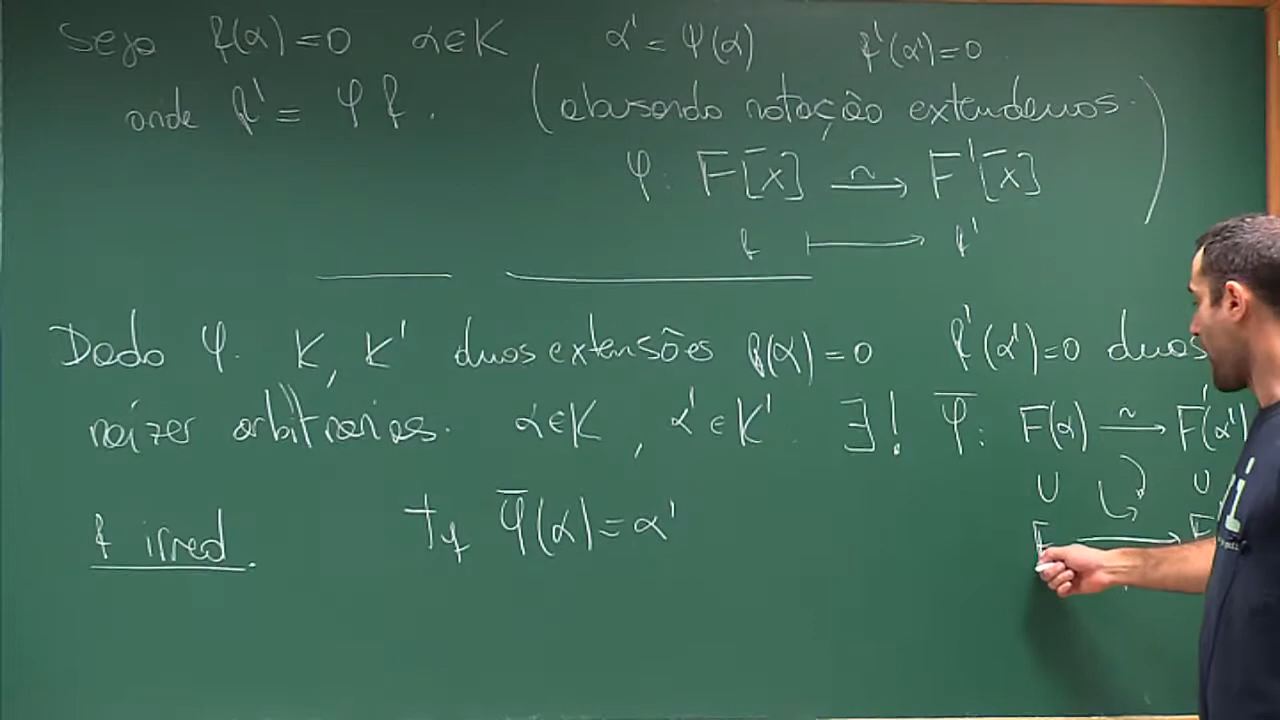 Seja f(α)=0 α∈K α'=Ψ(α) f'(α')=0.
onde f' = φ f. (abusando notação extendemos.
φ: F[x] ⥲ F'[x] )
f ⟼ f'
Dado φ. K, K' duas extensões f(α)=0 f'(α')=0 duas
raízes arbitrárias. α∈K, α'∈K'. ∃! φ̄: F(α) ⥲ F'(α')
∪ ∪
f irred. tq φ̄(α)=α' F → F'